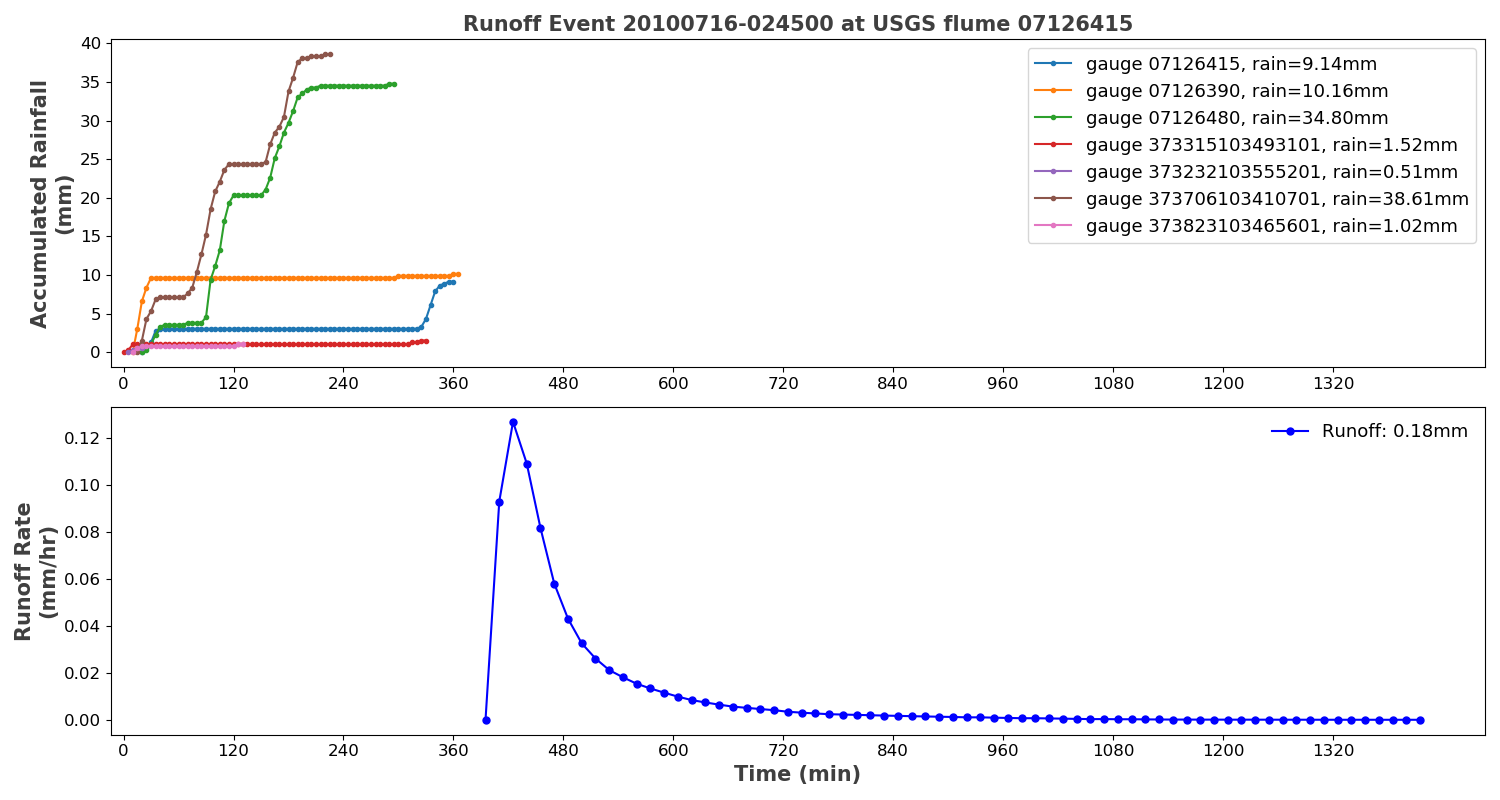 Runoff Event 20100716-024500 at USGS flume 07126415
Accumulated Rainfall
(mm)
40
35
30
25
20
15
10
5
0
gauge 07126415, rain=9.14mm
gauge 07126390, rain=10.16mm
gauge 07126480, rain=34.80mm
gauge 373315103493101, rain=1.52mm
gauge 373232103555201, rain=0.51mm
gauge 373706103410701, rain=38.61mm
gauge 373823103465601, rain=1.02mm
0 120 240 360 480 600 720 840 960 1080 1200 1320
Runoff Rate
(mm/hr)
0.12
0.10
0.08
0.06
0.04
0.02
0.00
Runoff: 0.18mm
0 120 240 360 480 600 720 840 960 1080 1200 1320
Time (min)